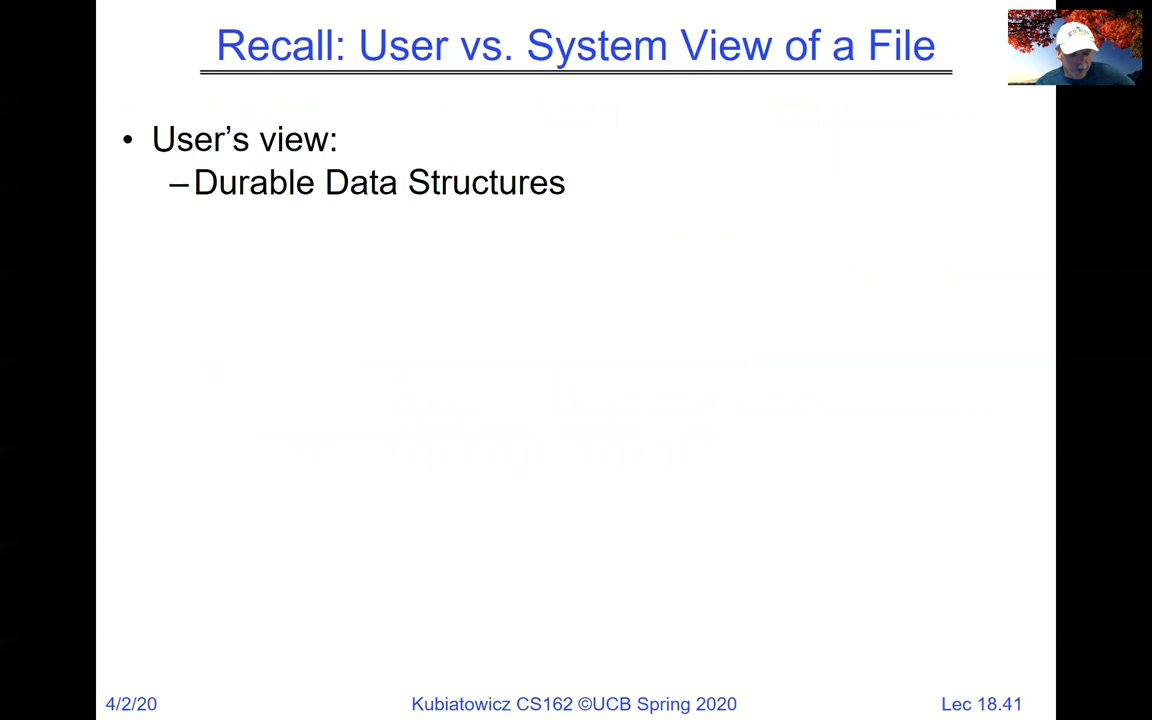 Recall: User vs. System View of a File
• User’s view:
–Durable Data Structures
4/2/20
Kubiatowicz CS162 ©UCB Spring 2020
Lec 18.41